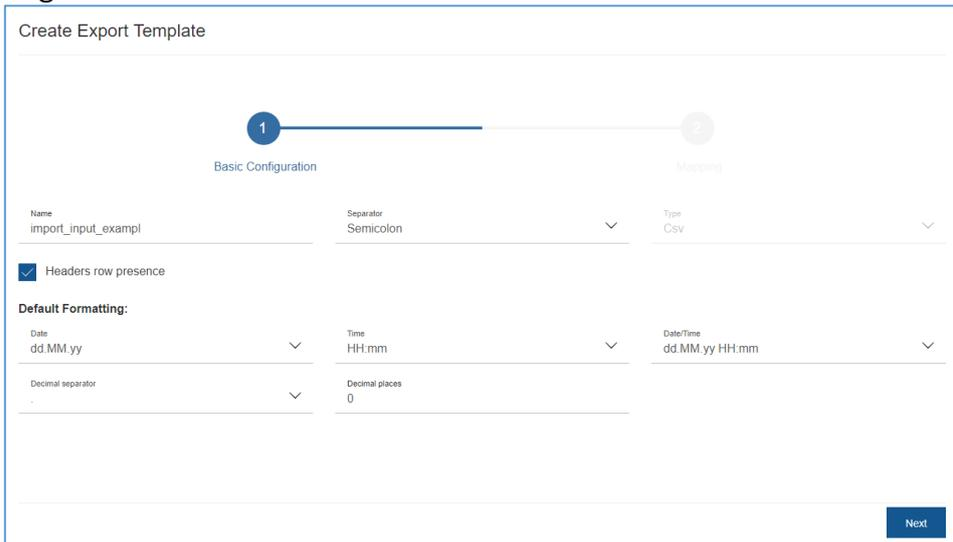 Create Export Template
1
2
Basic Configuration
Mapping
Name
Separator
Type
import_input_exampl
Semicolon
Csv
Headers row presence
Default Formatting:
Date
Time
Date/Time
dd.MM.yy
HH:mm
dd.MM.yy HH:mm
Decimal separator
Decimal places
.
0
Next